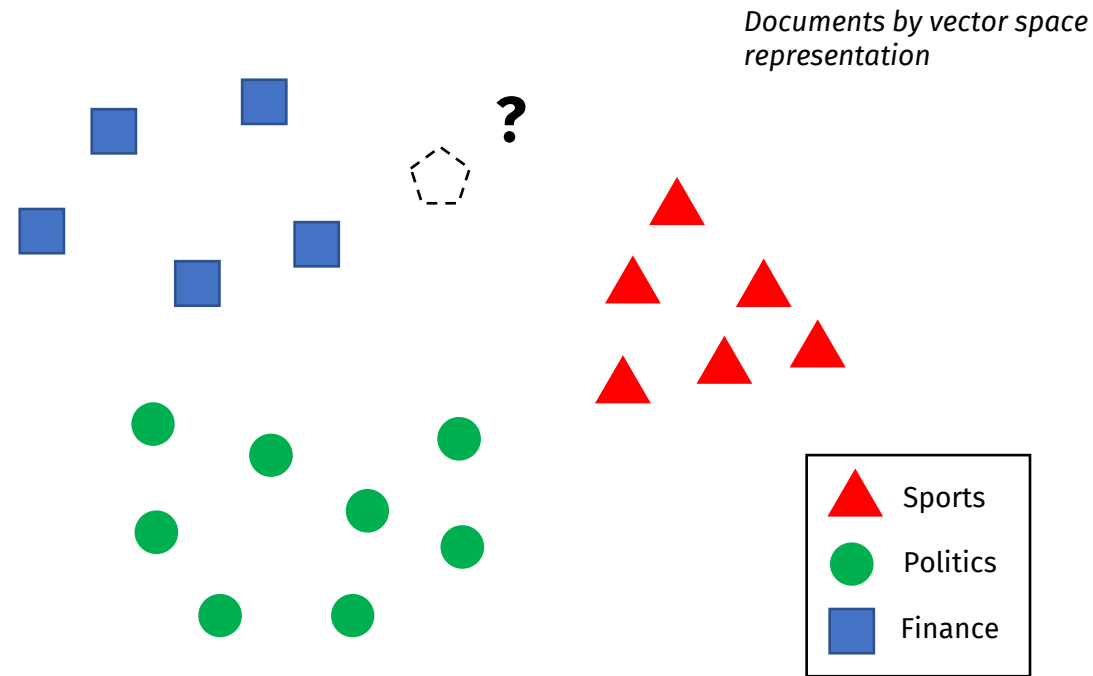 Documents by vector space
representation
?
Sports
Politics
Finance